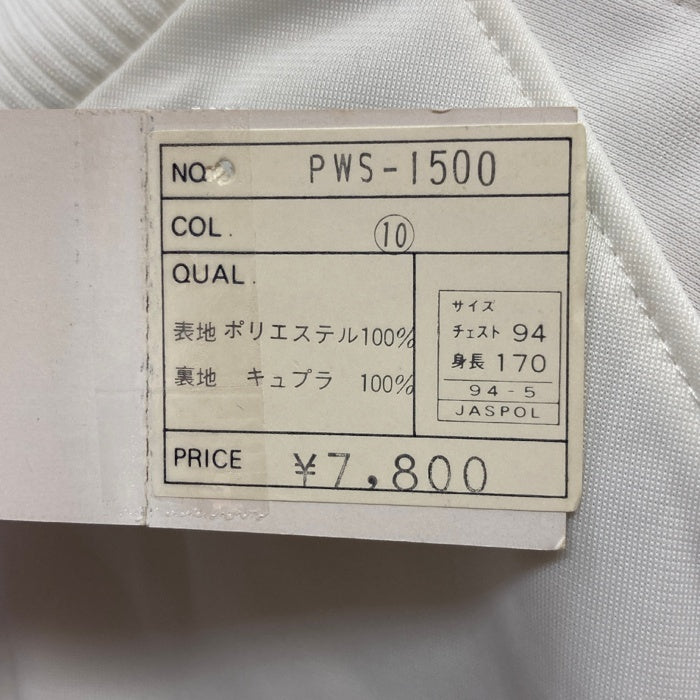 NO. PWS-1500
COL. ⑩
QUAL.
表地 ポリエステル100%
裏地 キュプラ 100%
サイズ
チェスト 94
身長 170
94-5
JASPOL
PRICE ¥7,800